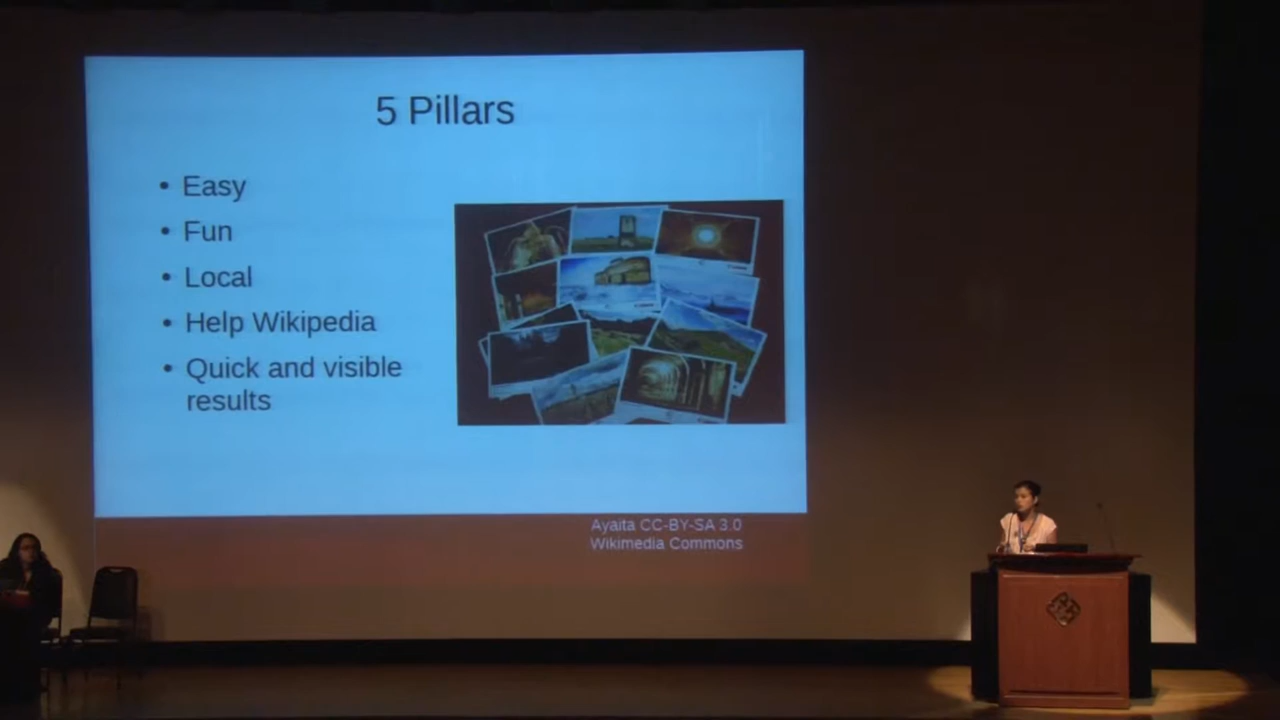 5 Pillars
• Easy
• Fun
• Local
• Help Wikipedia
• Quick and visible
results
Ayaita CC-BY-SA 3.0
Wikimedia Commons